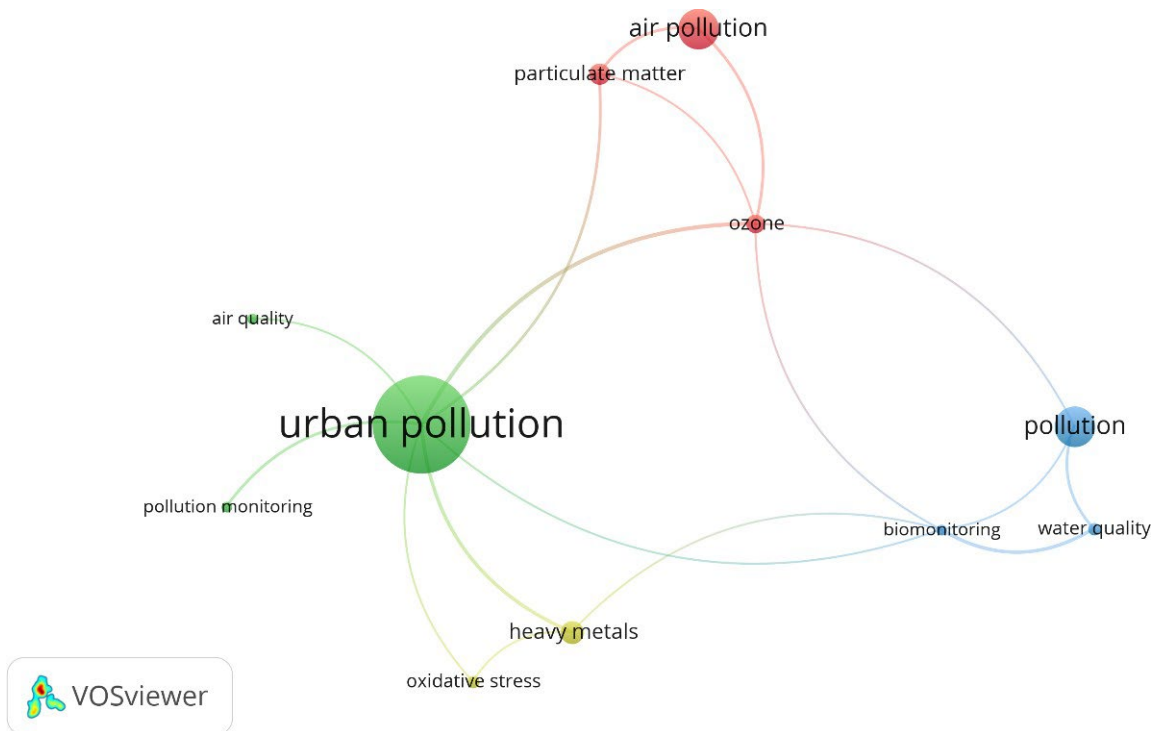 air pollution
particulate matter
ozone
air quality
urban pollution
pollution
pollution monitoring
biomonitoring
water quality
heavy metals
oxidative stress
VOSviewer